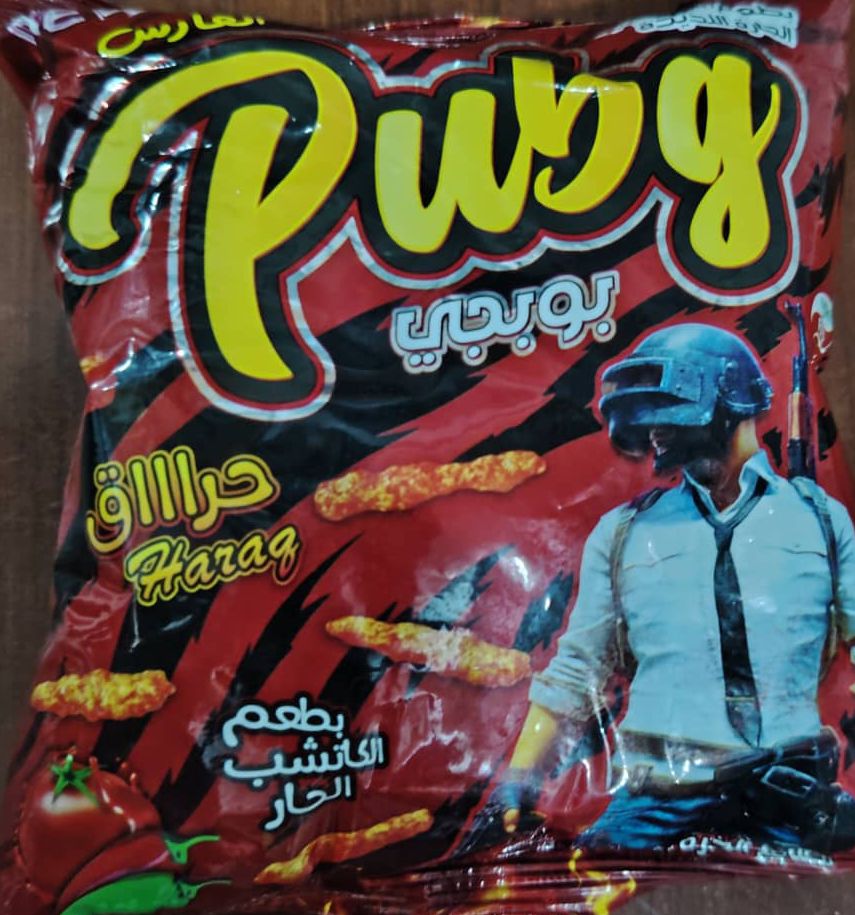 الفارس
Pubg
بوبجي
حراااق
Haraq
بطعم
الكاتشب
الحار